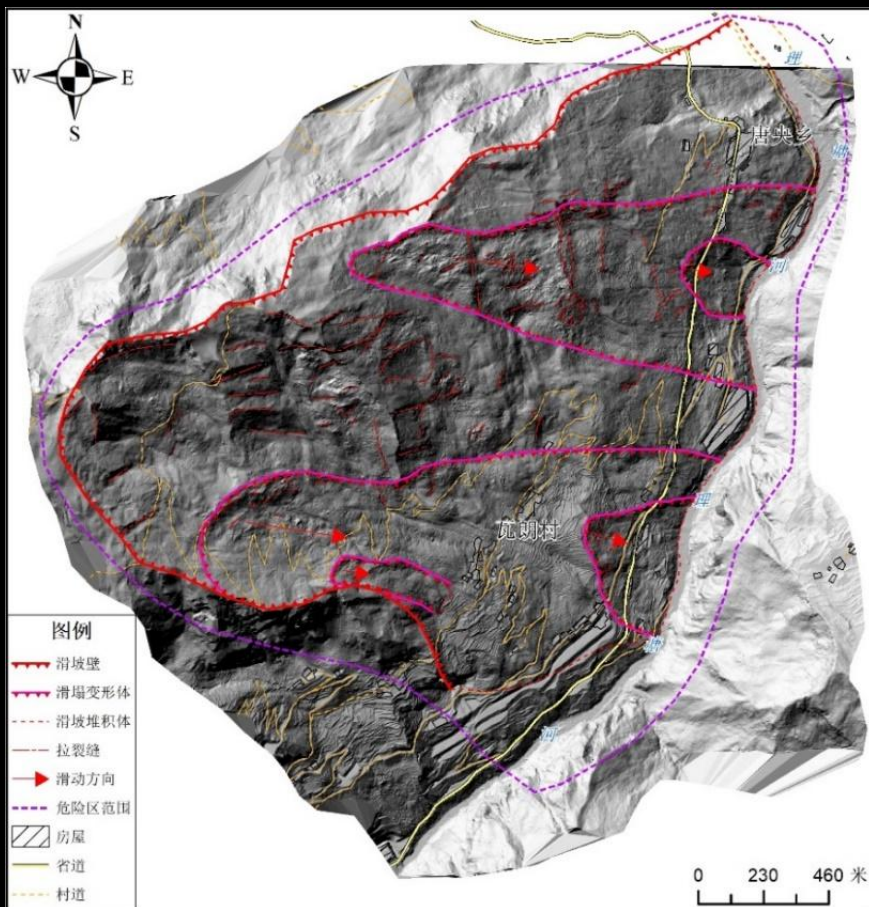 N
W
E
S
理
塘
唐央乡
河
理
瓦明村
塘
河
图例
滑坡壁
滑塌变形体
滑坡堆积体
拉裂缝
滑动方向
危险区范围
房屋
省道
村道
0 230 460 米